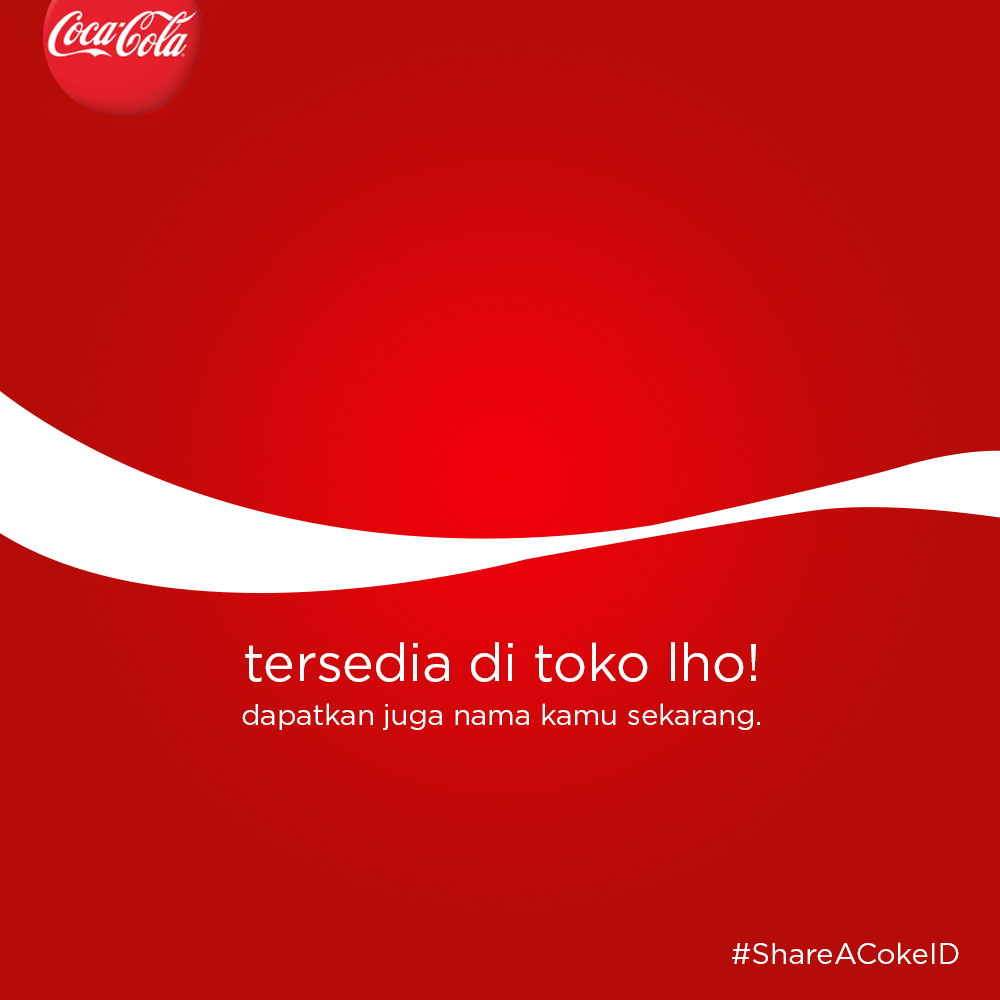 Coca-Cola
tersedia di toko lho!
dapatkan juga nama kamu sekarang.
#ShareACokeID